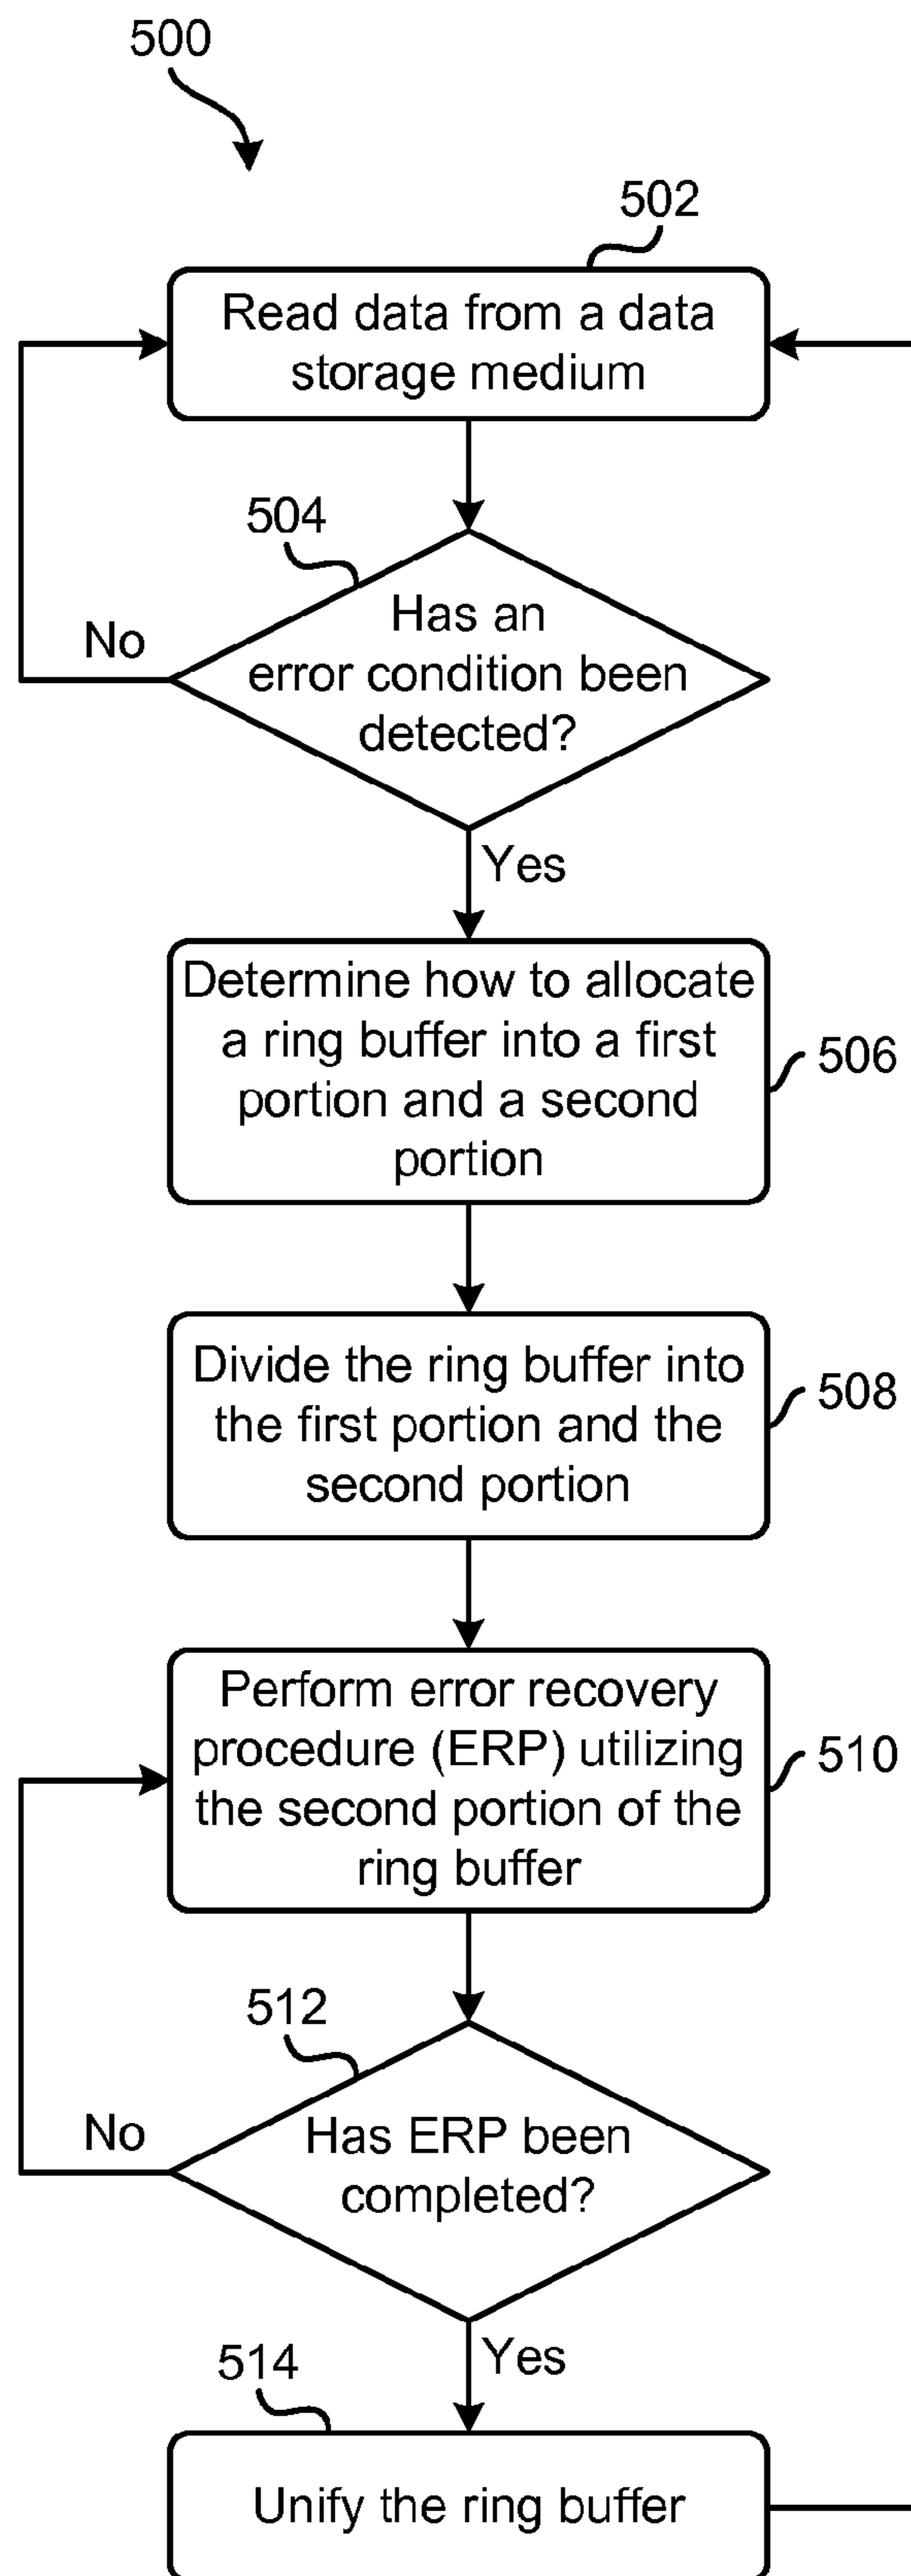 500
502
Read data from a data
storage medium
504
Has an
error condition been
detected?
No
Yes
Determine how to allocate
a ring buffer into a first
portion and a second
portion
506
Divide the ring buffer into
the first portion and the
second portion
508
Perform error recovery
procedure (ERP) utilizing
the second portion of the
ring buffer
510
512
Has ERP been
completed?
No
Yes
514
Unify the ring buffer